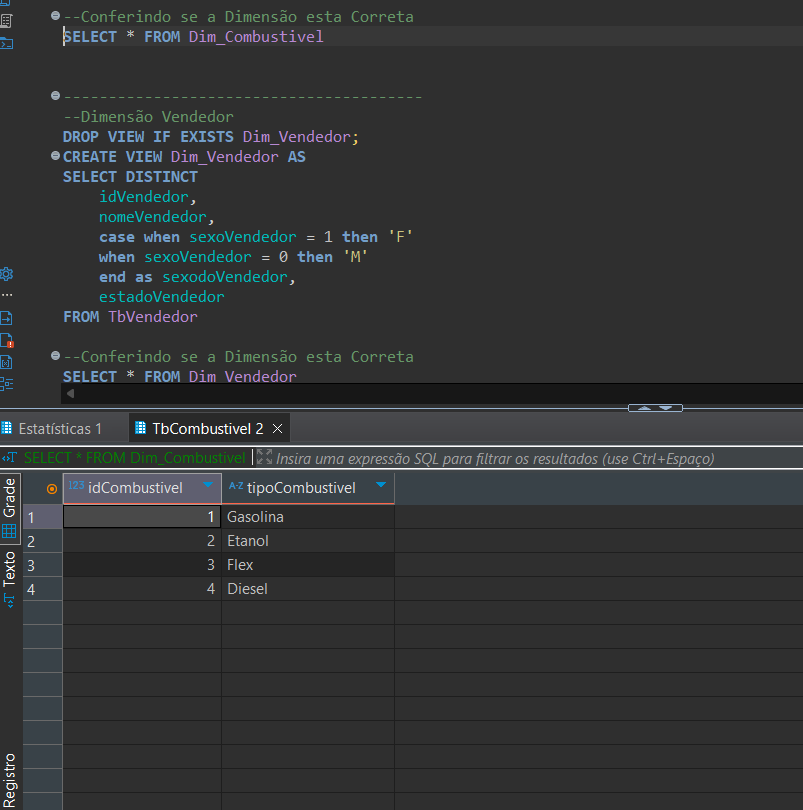 --Conferindo se a Dimensão esta Correta
SELECT * FROM Dim_Combustivel
----------------------------------------
--Dimensão Vendedor
DROP VIEW IF EXISTS Dim_Vendedor;
CREATE VIEW Dim_Vendedor AS
SELECT DISTINCT
idVendedor,
nomeVendedor,
case when sexoVendedor = 1 then 'F'
when sexoVendedor = 0 then 'M'
end as sexodoVendedor,
estadoVendedor
FROM TbVendedor
--Conferindo se a Dimensão esta Correta
SELECT * FROM Dim_Vendedor
Estatísticas 1
TbCombustivel 2
SELECT * FROM Dim_Combustivel
Insira uma expressão SQL para filtrar os resultados (use Ctrl+Espaço)
Grade
Texto
Registro
123 idCombustivel A-Z tipoCombustivel
1 1 Gasolina
2 2 Etanol
3 3 Flex
4 4 Diesel